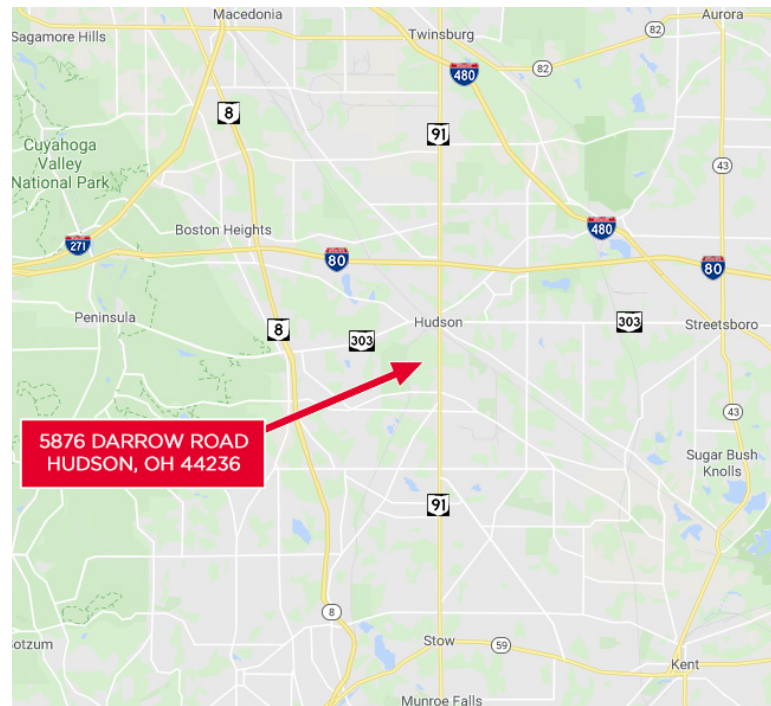 Macedonia
Sagamore Hills
Twinsburg
Aurora
82
480
82
8
91
Cuyahoga
Valley
National Park
43
Boston Heights
480
271
80
80
Peninsula
8
303
Hudson
303
Streetsboro
5876 DARROW ROAD
HUDSON, OH 44236
43
Sugar Bush
Knolls
91
8
Stow
59
Kent
Munroe Falls